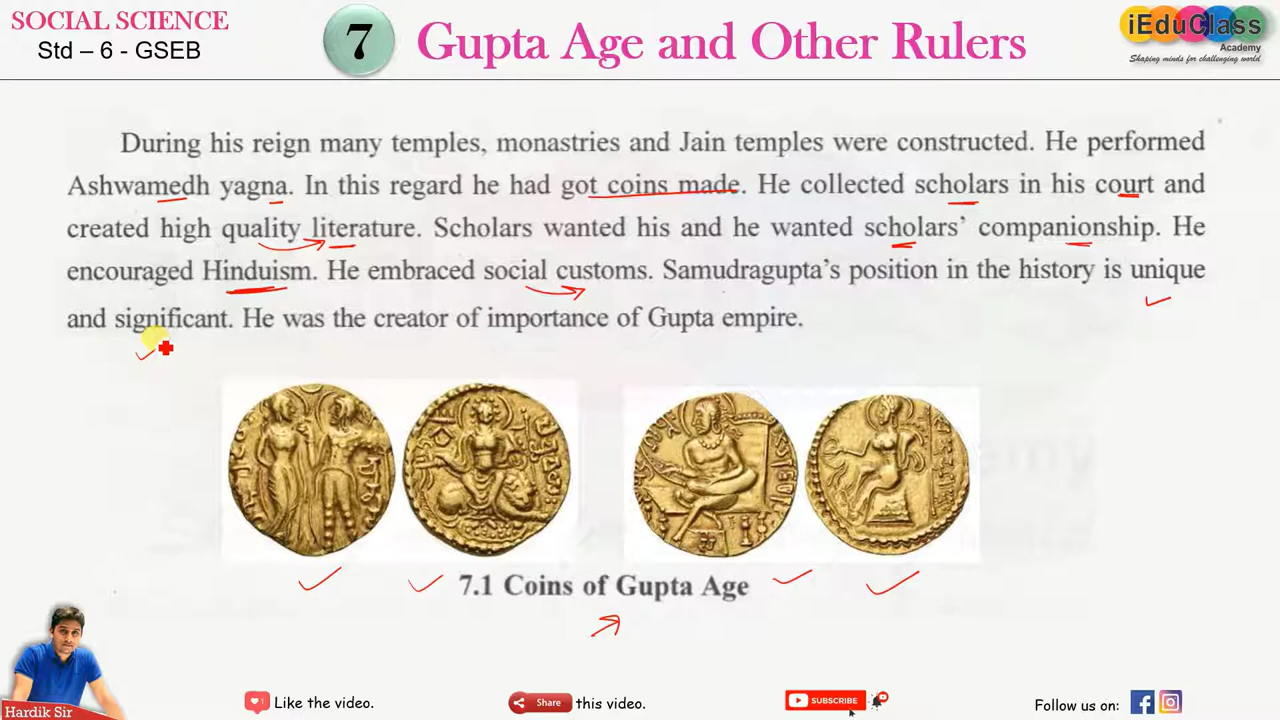 SOCIAL SCIENCE
Std – 6 - GSEB
7
Gupta Age and Other Rulers
iEduClass
Academy
Shaping minds for challenging world
During his reign many temples, monastries and Jain temples were constructed. He performed
Ashwamedh yagna. In this regard he had got coins made. He collected scholars in his court and
created high quality literature. Scholars wanted his and he wanted scholars' companionship. He
encouraged Hinduism. He embraced social customs. Samudragupta's position in the history is unique
and significant. He was the creator of importance of Gupta empire.
7.1 Coins of Gupta Age
Hardik Sir
Like the video.
Share this video.
SUBSCRIBE
Follow us on: